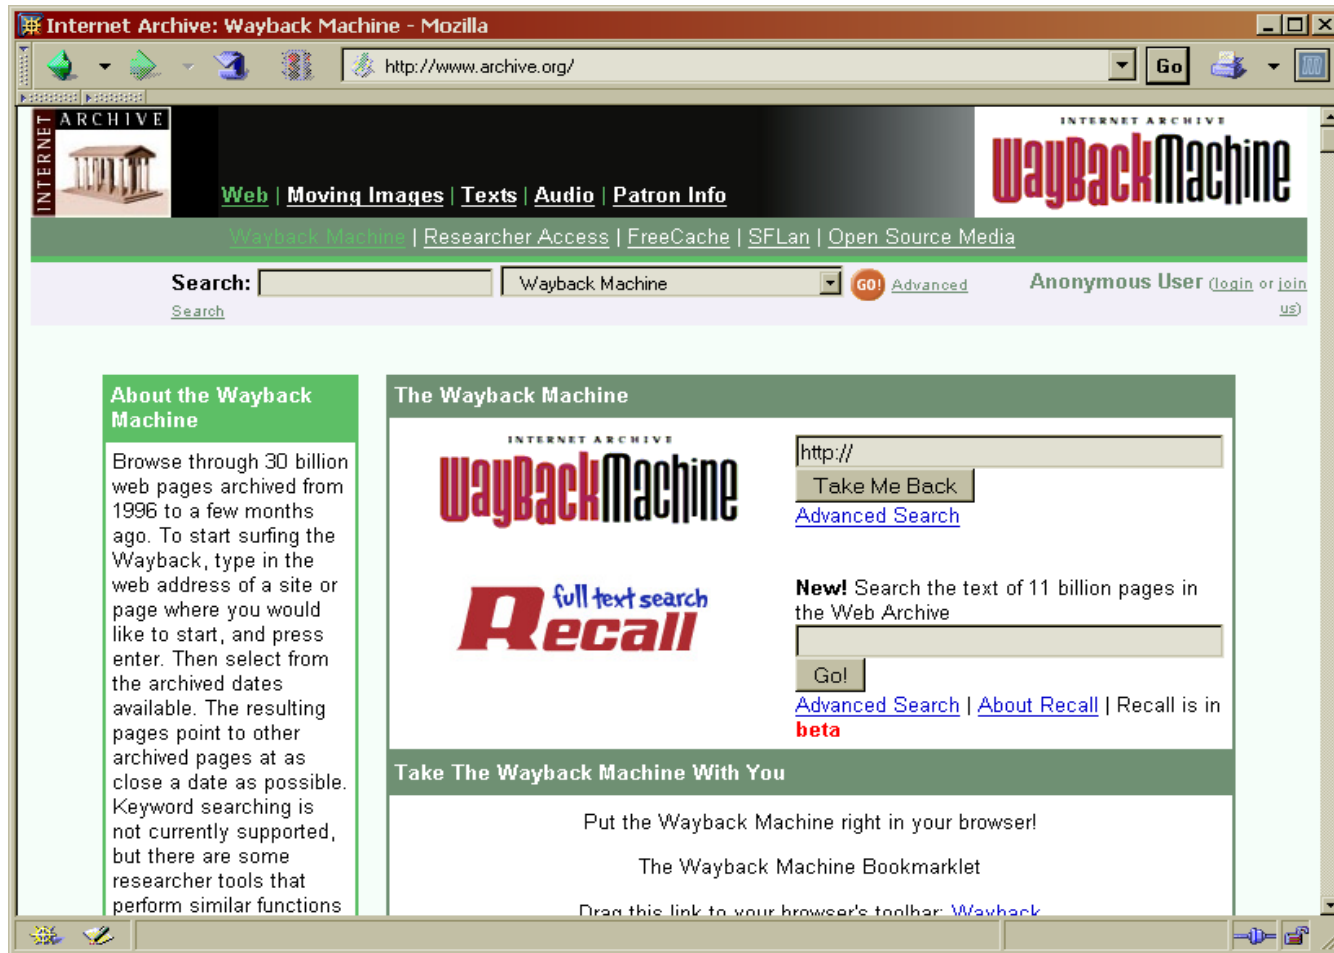 Internet Archive: Wayback Machine - Mozilla
http://www.archive.org/
Go
INTERNET ARCHIVE
Web | Moving Images | Texts | Audio | Patron Info
INTERNET ARCHIVE
WayBackMachine
Wayback Machine | Researcher Access | FreeCache | SFLan | Open Source Media
Search: Wayback Machine GO! Advanced
Search
Anonymous User (login or join
us)
About the Wayback
Machine
Browse through 30 billion
web pages archived from
1996 to a few months
ago. To start surfing the
Wayback, type in the
web address of a site or
page where you would
like to start, and press
enter. Then select from
the archived dates
available. The resulting
pages point to other
archived pages at as
close a date as possible.
Keyword searching is
not currently supported,
but there are some
researcher tools that
perform similar functions
The Wayback Machine
INTERNET ARCHIVE
WayBackMachine
http://
Take Me Back
Advanced Search
full text search
Recall
New! Search the text of 11 billion pages in
the Web Archive
Go!
Advanced Search | About Recall | Recall is in
beta
Take The Wayback Machine With You
Put the Wayback Machine right in your browser!
The Wayback Machine Bookmarklet
Drag this link to your browser's toolbar: Wayback